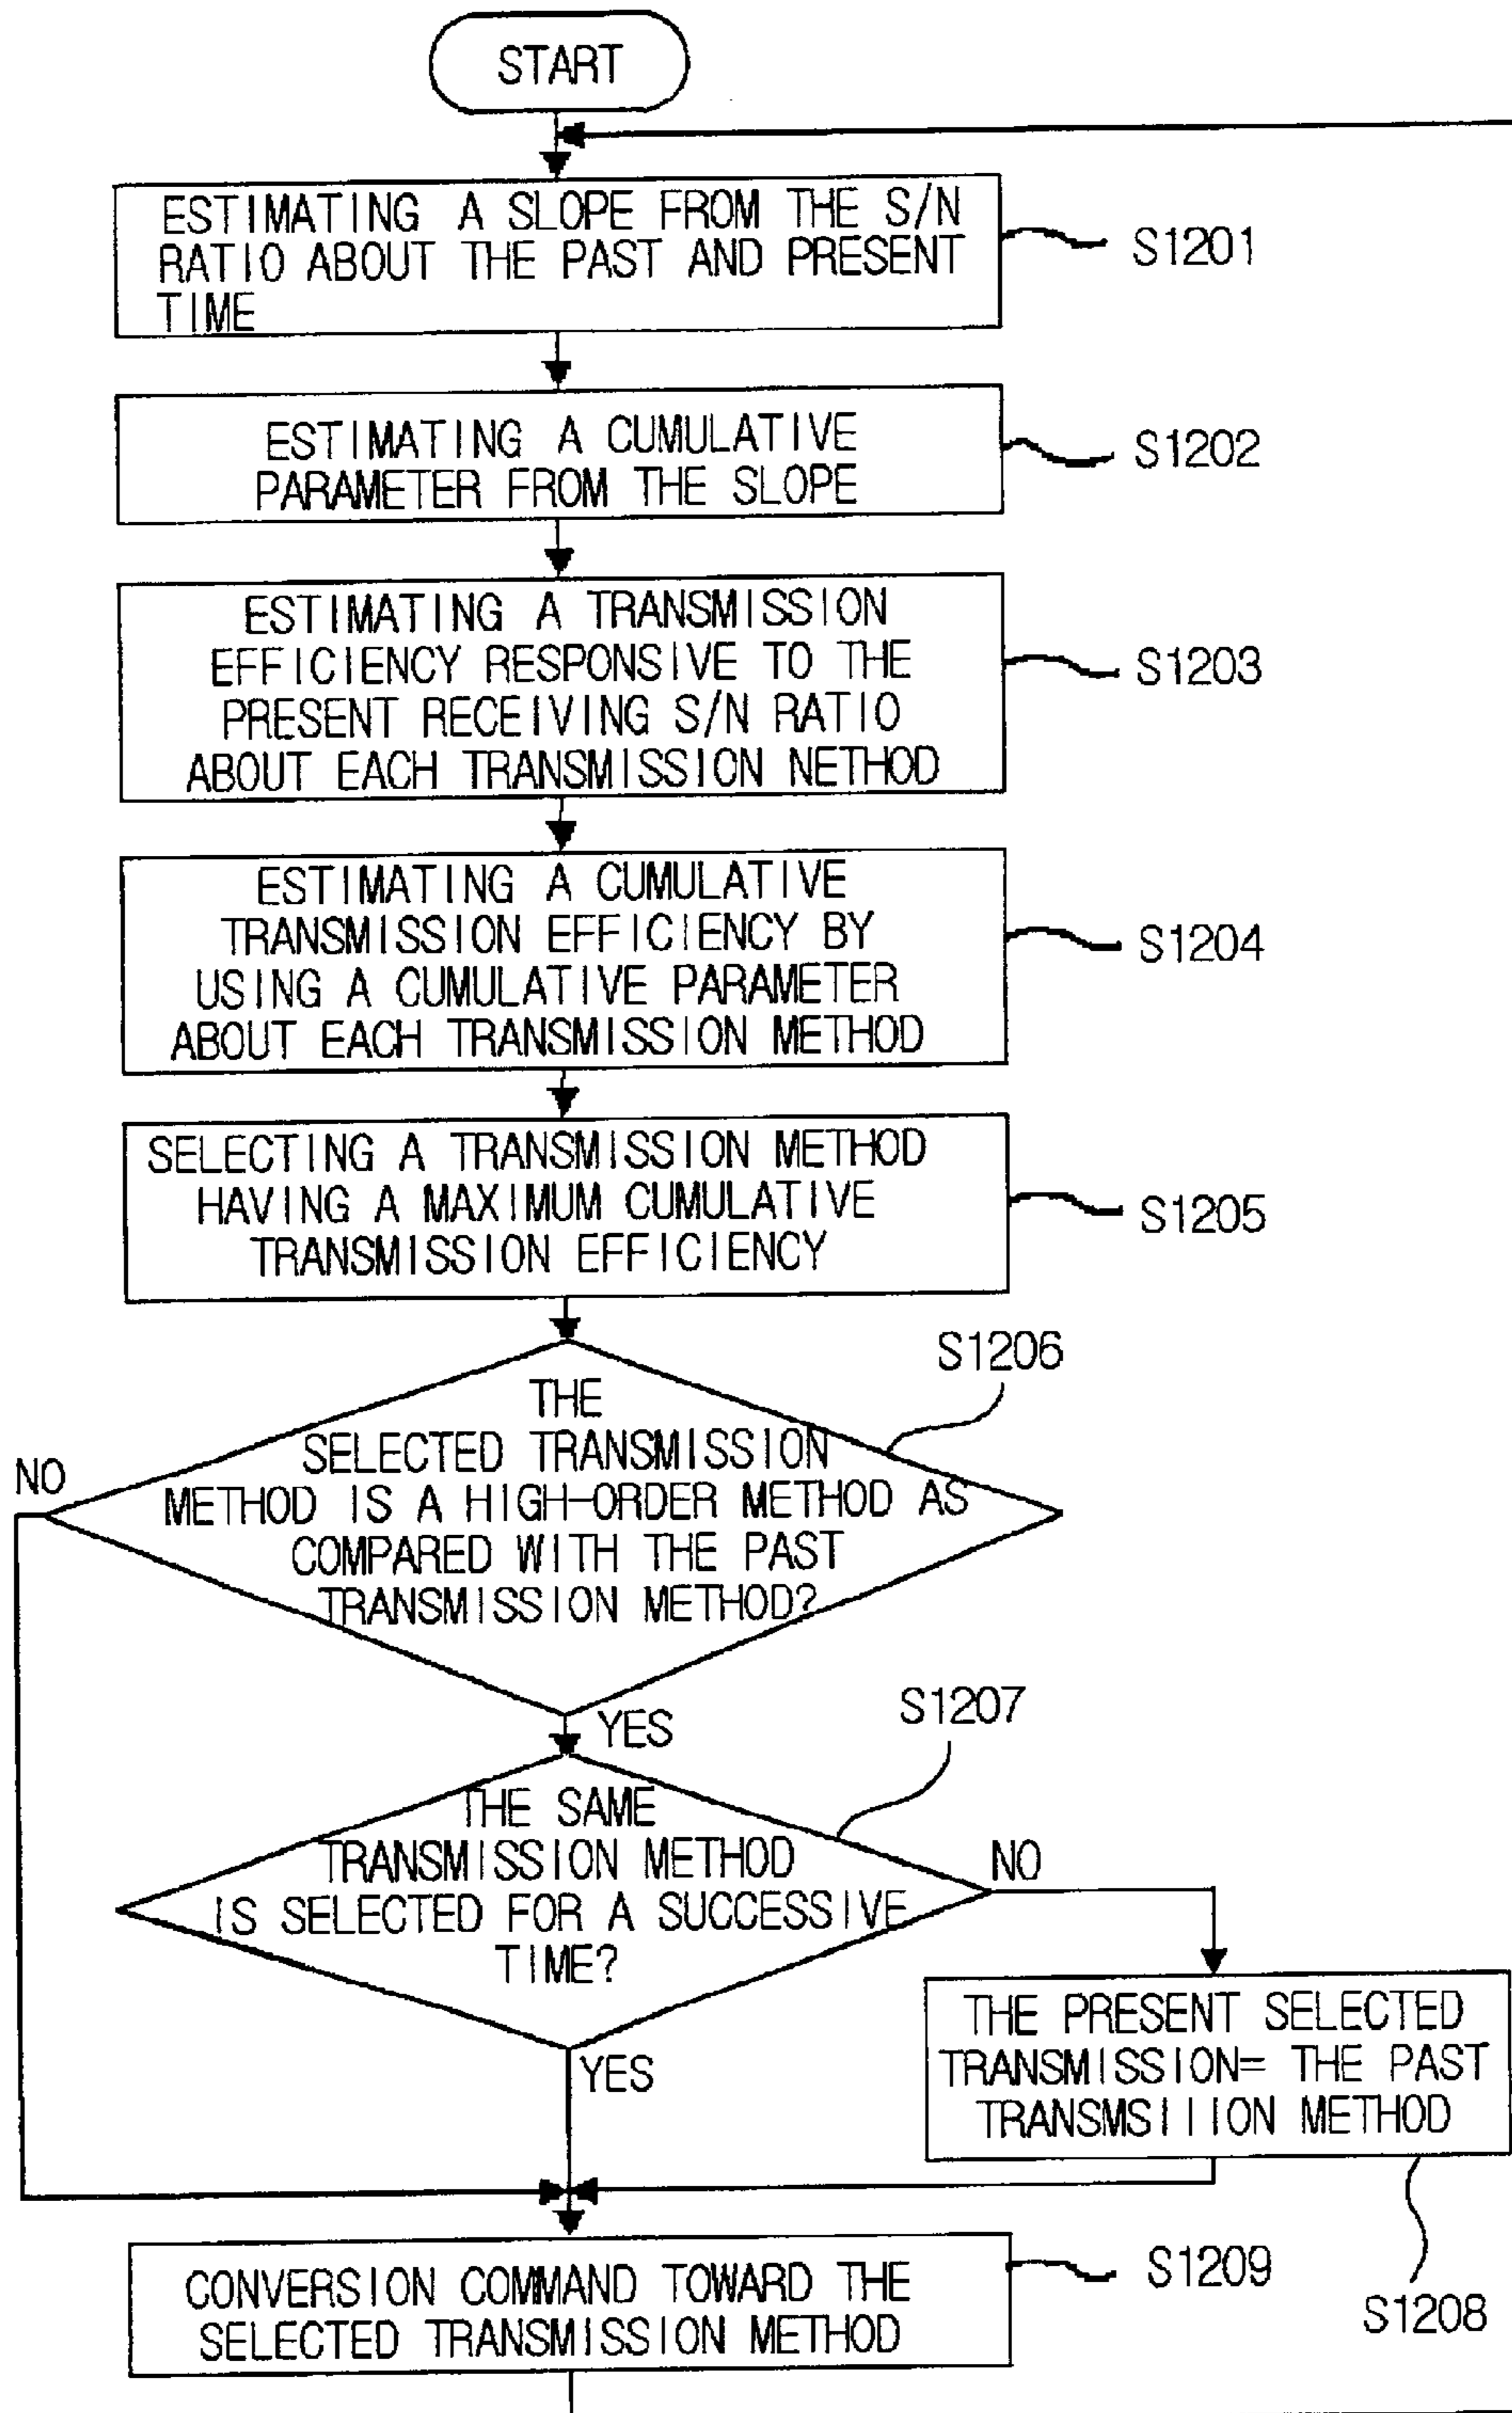 START
ESTIMATING A SLOPE FROM THE S/N
RATIO ABOUT THE PAST AND PRESENT
TIME
S1201
ESTIMATING A CUMULATIVE
PARAMETER FROM THE SLOPE
S1202
ESTIMATING A TRANSMISSION
EFFICIENCY RESPONSIVE TO THE
PRESENT RECEIVING S/N RATIO
ABOUT EACH TRANSMISSION NETHOD
S1203
ESTIMATING A CUMULATIVE
TRANSMISSION EFFICIENCY BY
USING A CUMULATIVE PARAMETER
ABOUT EACH TRANSMISSION METHOD
S1204
SELECTING A TRANSMISSION METHOD
HAVING A MAXIMUM CUMULATIVE
TRANSMISSION EFFICIENCY
S1205
S1206
THE
SELECTED TRANSMISSION
METHOD IS A HIGH-ORDER METHOD AS
COMPARED WITH THE PAST
TRANSMISSION METHOD?
NO
YES
S1207
THE SAME
TRANSMISSION METHOD
IS SELECTED FOR A SUCCESSIVE
TIME?
NO
YES
THE PRESENT SELECTED
TRANSMISSION= THE PAST
TRANSMSIIION METHOD
S1208
CONVERSION COMMAND TOWARD THE
SELECTED TRANSMISSION METHOD
S1209